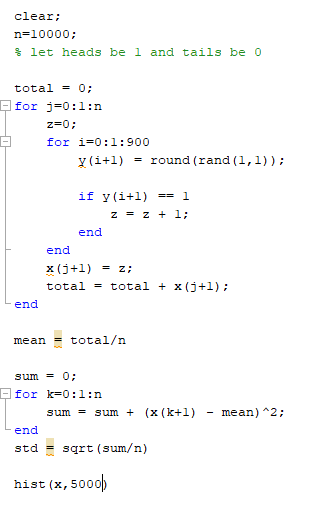 clear;
n=10000;
% let heads be 1 and tails be 0
total = 0;
for j=0:1:n
z=0;
for i=0:1:900
y(i+1) = round(rand(1,1));
if y(i+1) == 1
z = z + 1;
end
end
x(j+1) = z;
total = total + x(j+1);
end
mean = total/n
sum = 0;
for k=0:1:n
sum = sum + (x(k+1) - mean)^2;
end
std = sqrt(sum/n)
hist(x,5000)